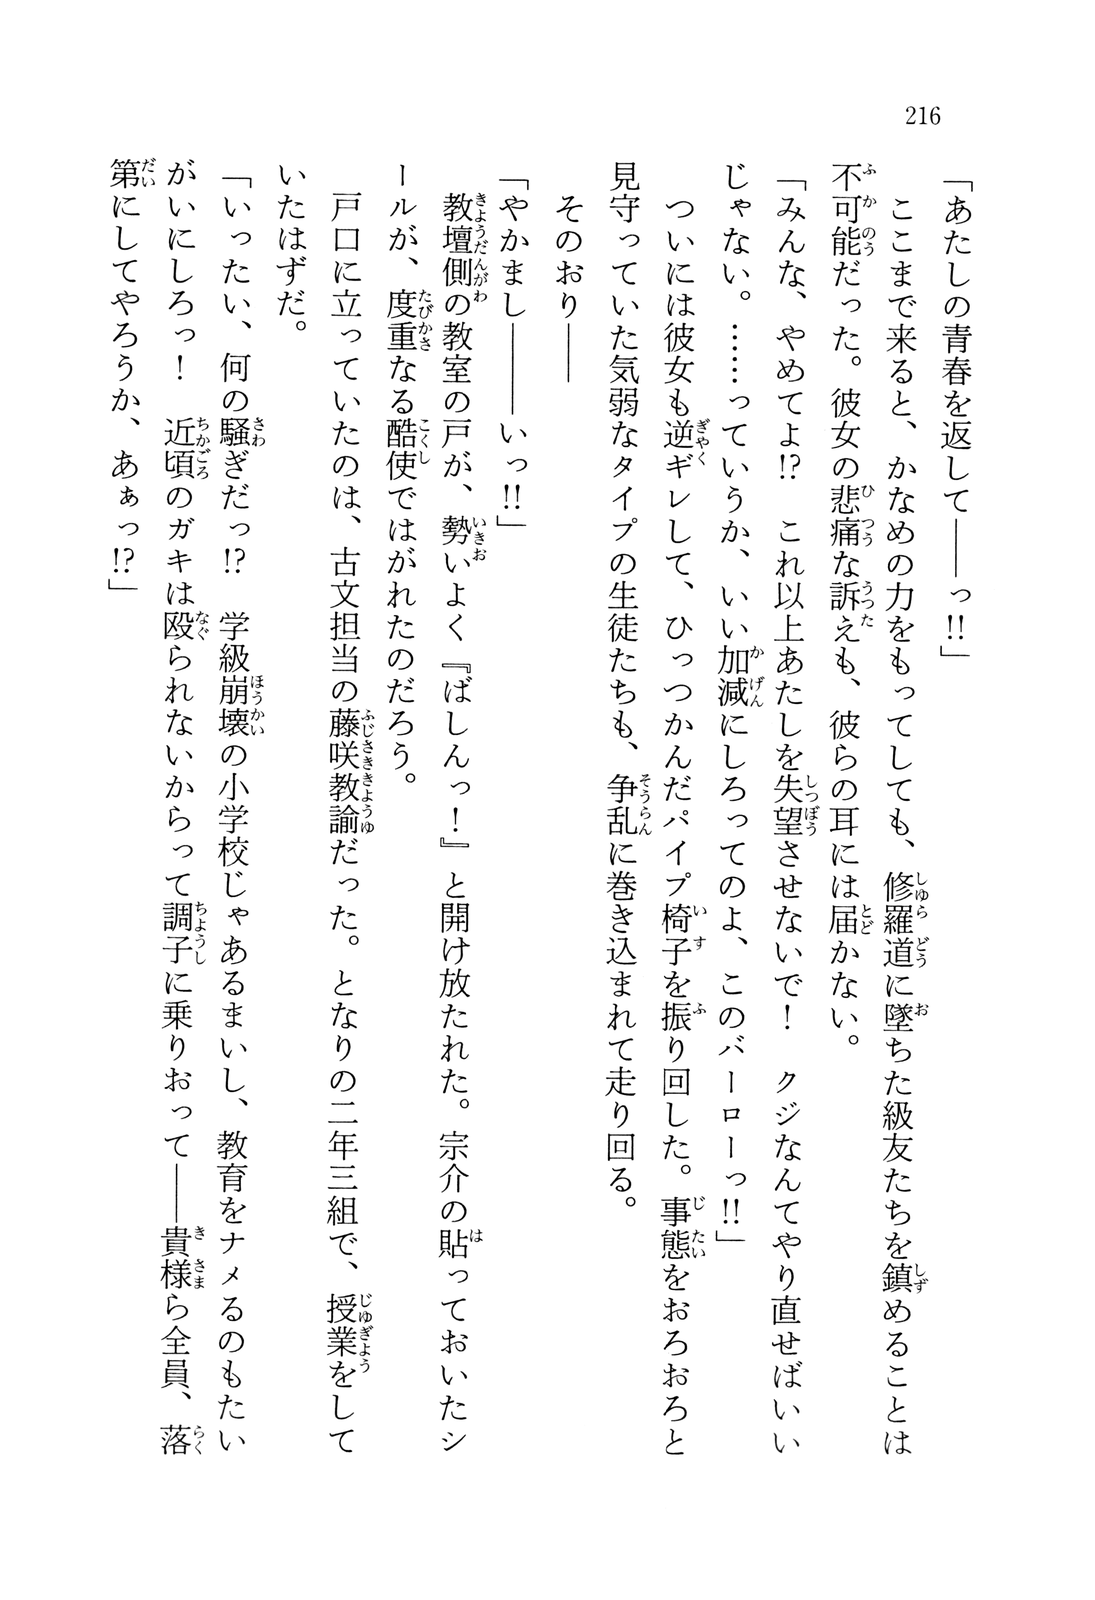 216
「あたしの青春を返して――っ!!」
　ここまで来ると、かなめの力をもってしても、修羅道に墜ちた級友たちを鎮めることは
不可能だった。彼女の悲痛な訴えも、彼らの耳には届かない。
「みんな、やめてよ!?　これ以上あたしを失望させないで！　クジなんてやり直せばいい
じゃない。……っていうか、いい加減にしろってのよ、このバーローっ!!」
　ついには彼女も逆ギレして、ひっつかんだパイプ椅子を振り回した。事態をおろおろと
見守っていた気弱なタイプの生徒たちも、争乱に巻き込まれて走り回る。
　そのおり――
「やかまし――――いっ!!」
　教壇側の教室の戸が、勢いよく『ばしんっ！』と開け放たれた。宗介の貼っておいたシ
ールが、度重なる酷使ではがれたのだろう。
　戸口に立っていたのは、古文担当の藤咲教諭だった。となりの二年三組で、授業をして
いたはずだ。
「いったい、何の騒ぎだっ!?　学級崩壊の小学校じゃあるまいし、教育をナメるのもたい
がいにしろっ！　近頃のガキは殴られないからって調子に乗りおって――貴様ら全員、落
第にしてやろうか、あぁっ!?」